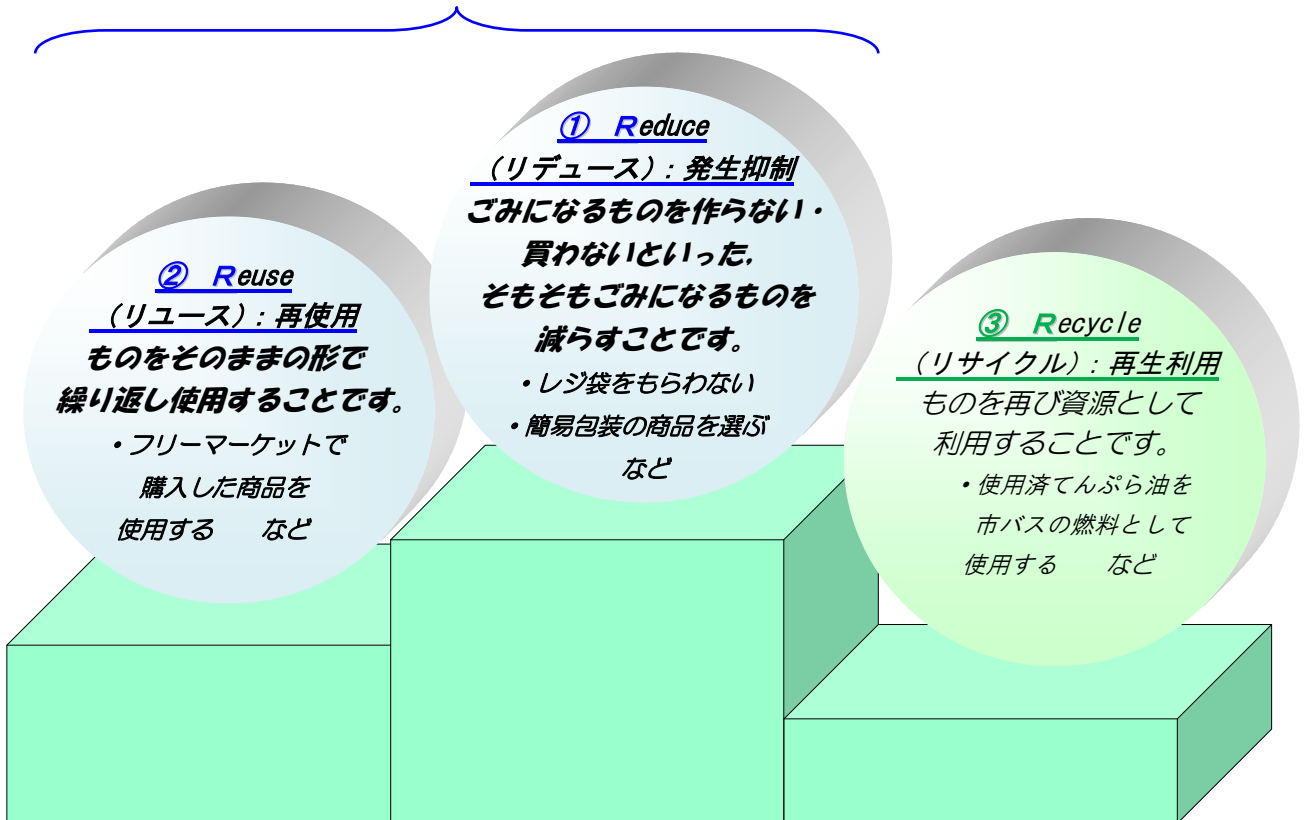 ① Reduce
（リデュース）：発生抑制
ごみになるものを作らない・
買わないといった，
そもそもごみになるものを
減らすことです。
・レジ袋をもらわない
・簡易包装の商品を選ぶ
など
② Reuse
（リユース）：再使用
ものをそのままの形で
繰り返し使用することです。
・フリーマーケットで
購入した商品を
使用する　　など
③ Recycle
（リサイクル）：再生利用
ものを再び資源として
利用することです。
・使用済てんぷら油を
市バスの燃料として
使用する　　など